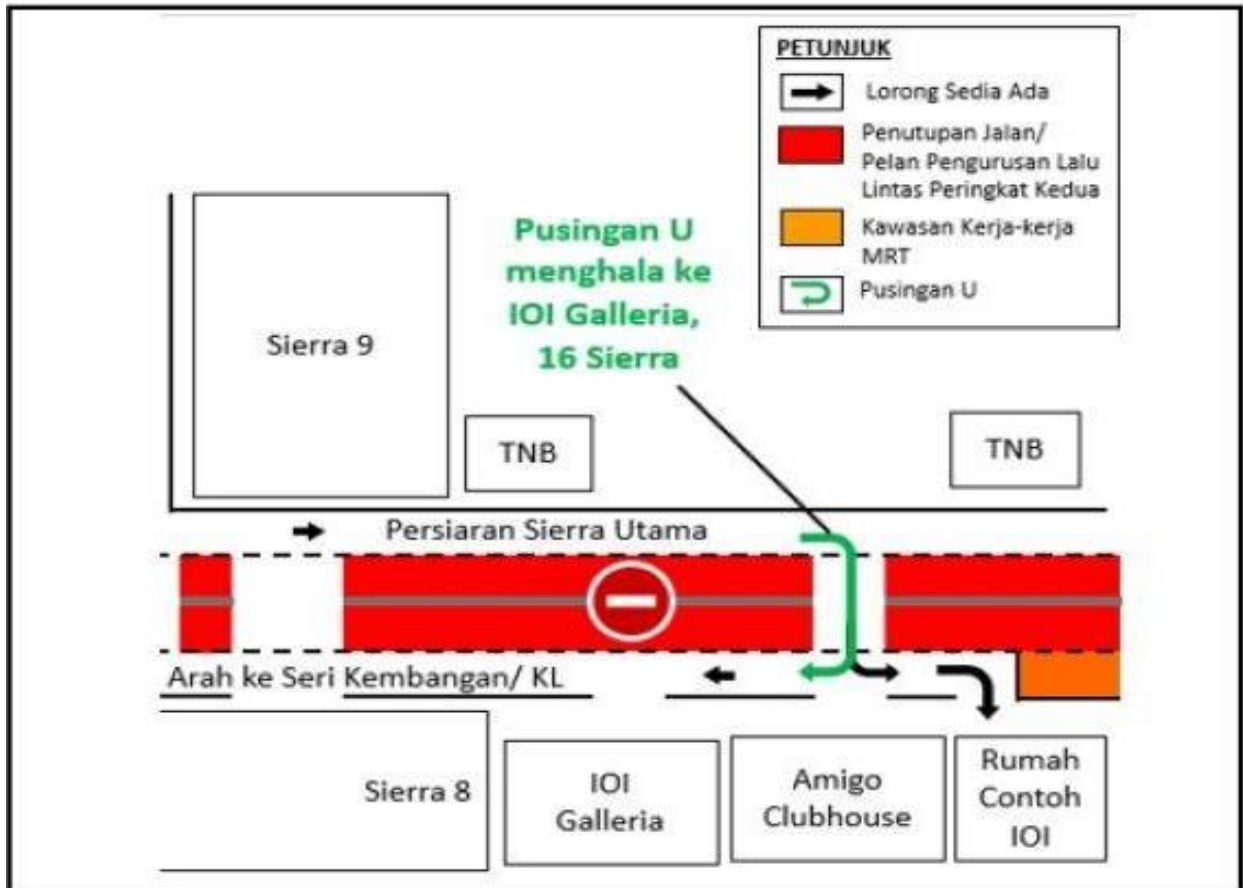 PETUNJUK
Lorong Sedia Ada
Penutupan Jalan/
Pelan Pengurusan Lalu
Lintas Peringkat Kedua
Kawasan Kerja-kerja
MRT
Pusingan U
Pusingan U
menghala ke
IOI Galleria,
16 Sierra
Sierra 9
TNB
TNB
Persiaran Sierra Utama
Arah ke Seri Kembangan/ KL
Sierra 8
IOI
Galleria
Amigo
Clubhouse
Rumah
Contoh
IOI